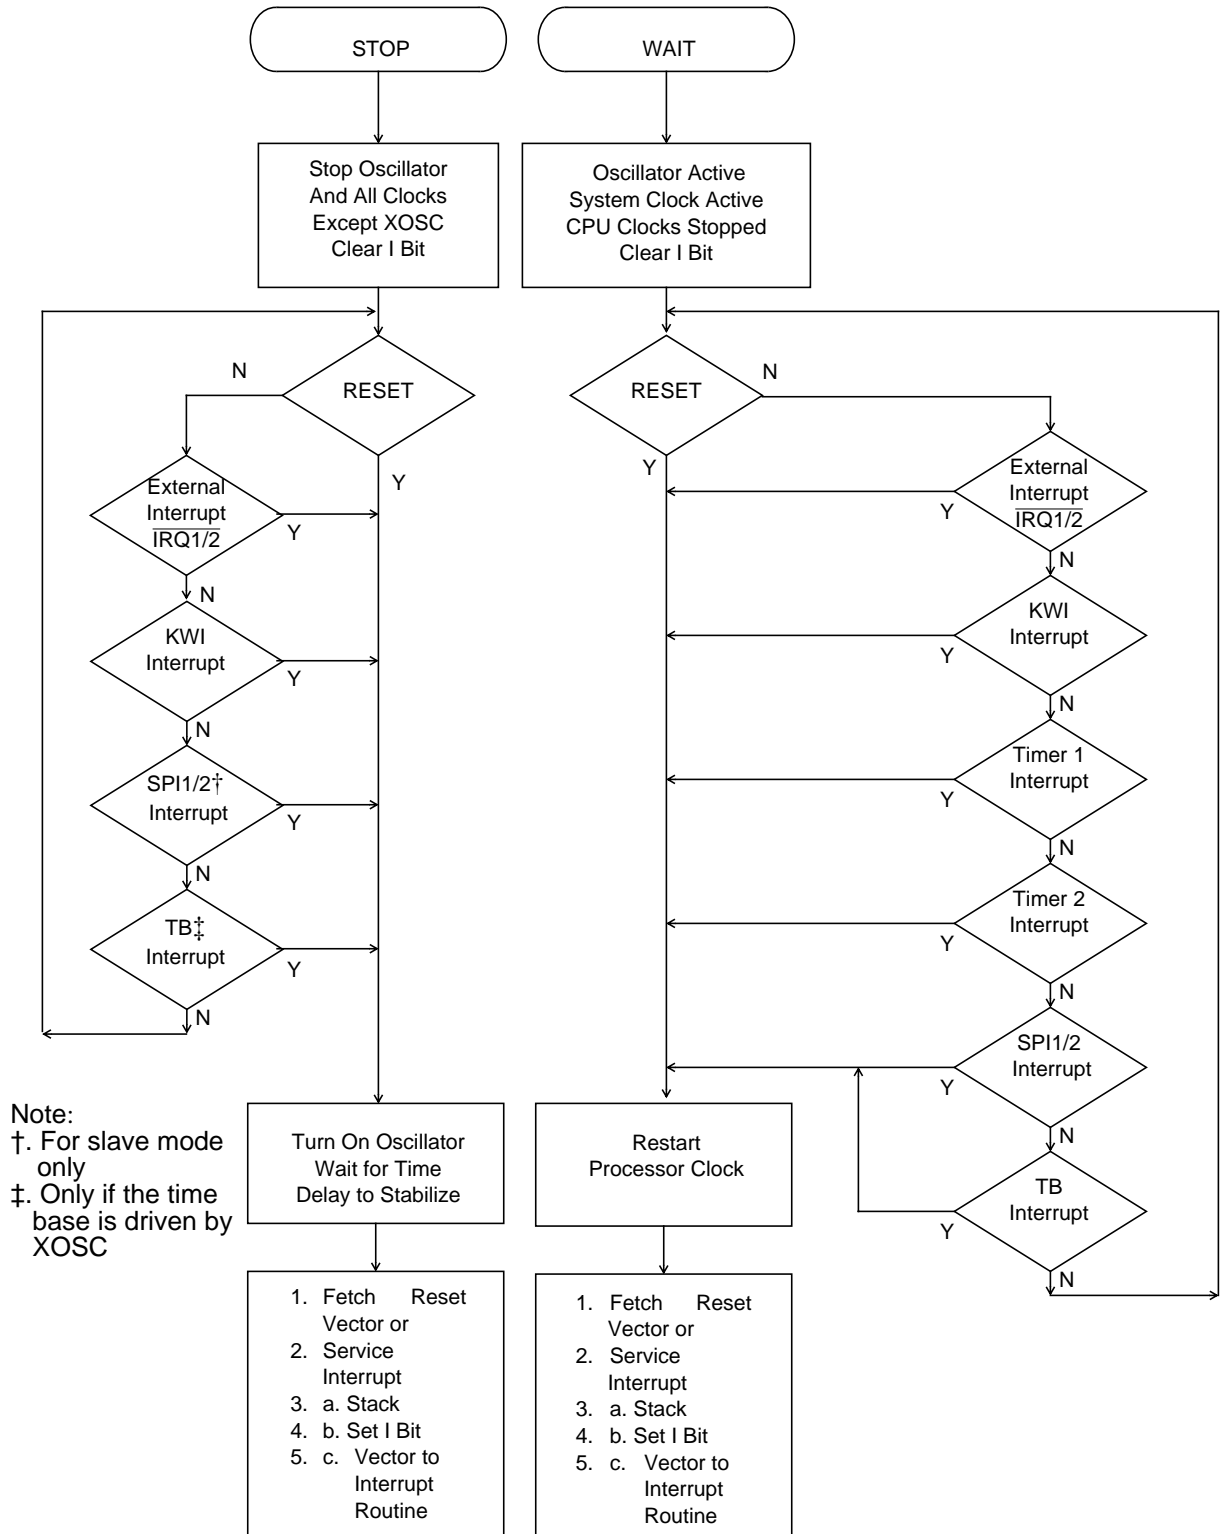 STOP
Stop Oscillator
And All Clocks
Except XOSC
Clear I Bit
RESET
N
Y
External
Interrupt
IRQ1/2
Y
N
KWI
Interrupt
Y
N
SPI1/2†
Interrupt
Y
N
TB‡
Interrupt
Y
N
Turn On Oscillator
Wait for Time
Delay to Stabilize
1. Fetch Reset
Vector or
2. Service
Interrupt
3. a. Stack
4. b. Set I Bit
5. c. Vector to
Interrupt
Routine
Note:
†. For slave mode
only
‡. Only if the time
base is driven by
XOSC
WAIT
Oscillator Active
System Clock Active
CPU Clocks Stopped
Clear I Bit
RESET
N
Y
External
Interrupt
IRQ1/2
Y
N
KWI
Interrupt
Y
N
Timer 1
Interrupt
Y
N
Timer 2
Interrupt
Y
N
SPI1/2
Interrupt
Y
N
TB
Interrupt
Y
N
Restart
Processor Clock
1. Fetch Reset
Vector or
2. Service
Interrupt
3. a. Stack
4. b. Set I Bit
5. c. Vector to
Interrupt
Routine